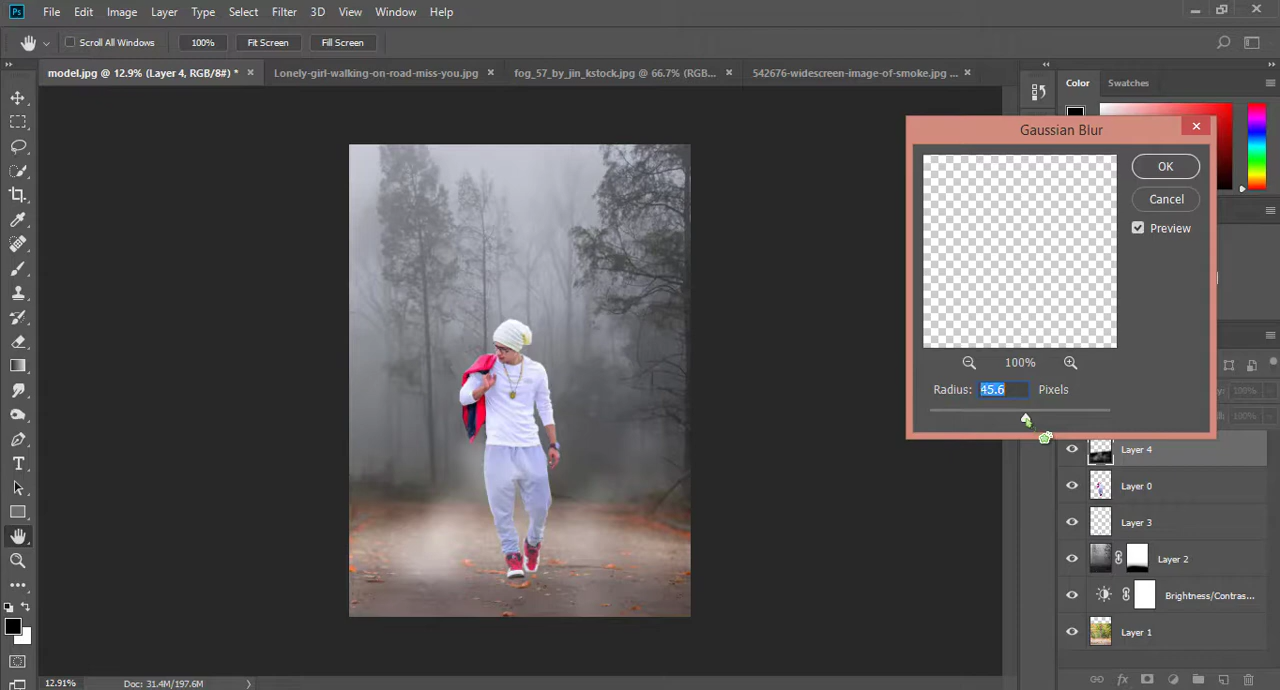 Ps File Edit Image Layer Type Select Filter 3D View Window Help
Scroll All Windows 100% Fit Screen Fill Screen
model.jpg @ 12.9% (Layer 4, RGB/8#) * Lonely-girl-walking-on-road-miss-you.jpg fog_57_by_jin_kstock.jpg @ 66.7% (RGB... 542676-widescreen-image-of-smoke.jpg ...
Color Swatches
Gaussian Blur
OK
Cancel
Preview
100%
Radius: 45.6 Pixels
100%
100%
Layer 4
Layer 0
Layer 3
Layer 2
Brightness/Contras...
Layer 1
12.91% Doc: 31.4M/197.6M